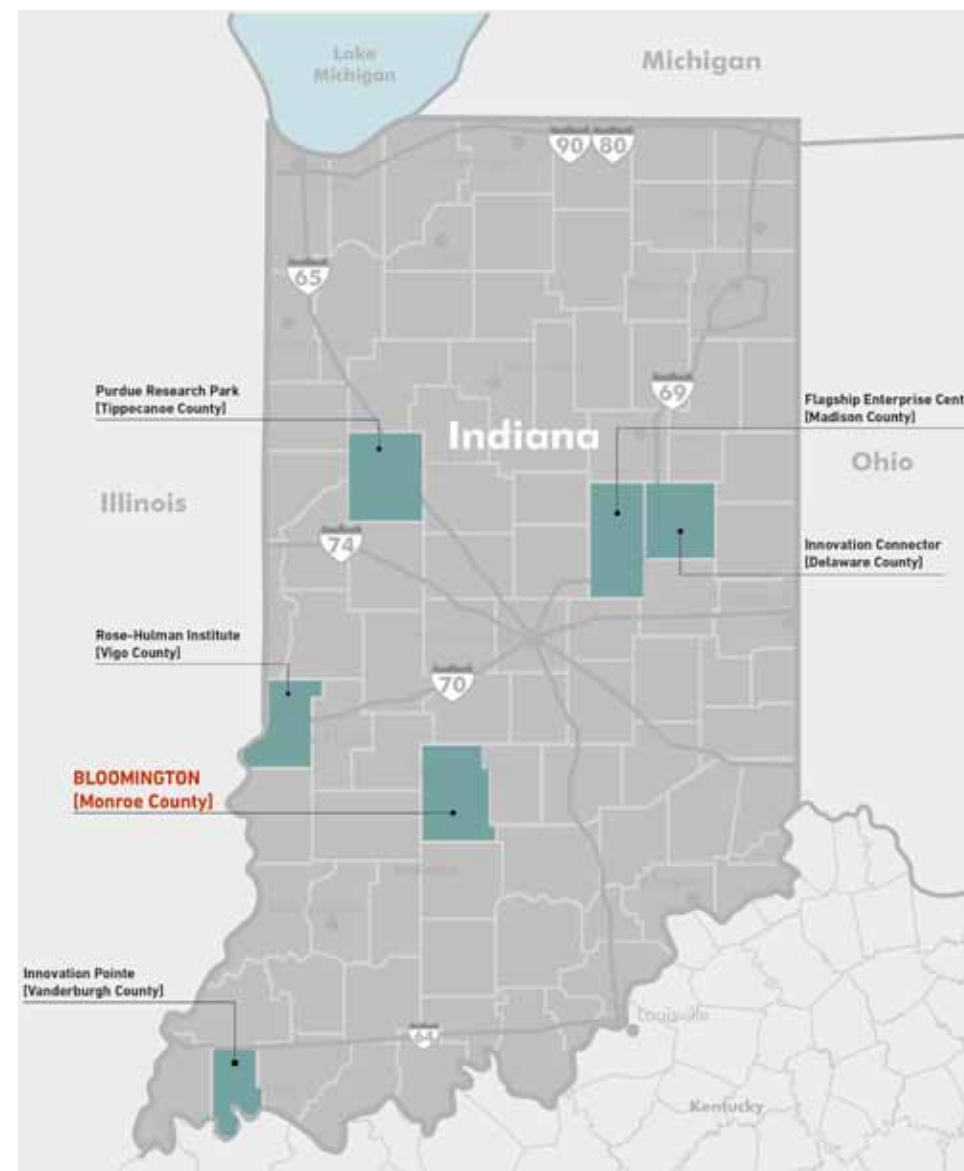 Lake
Michigan
Michigan
90 80
65
Purdue Research Park
[Tippecanoe County]
69
Flagship Enterprise Cent
[Madison County]
Indiana
Ohio
Illinois
74
Innovation Connector
[Delaware County]
Rose-Hulman Institute
[Vigo County]
70
BLOOMINGTON
[Monroe County]
Innovation Pointe
[Vanderburgh County]
64
Louisville
Kentucky